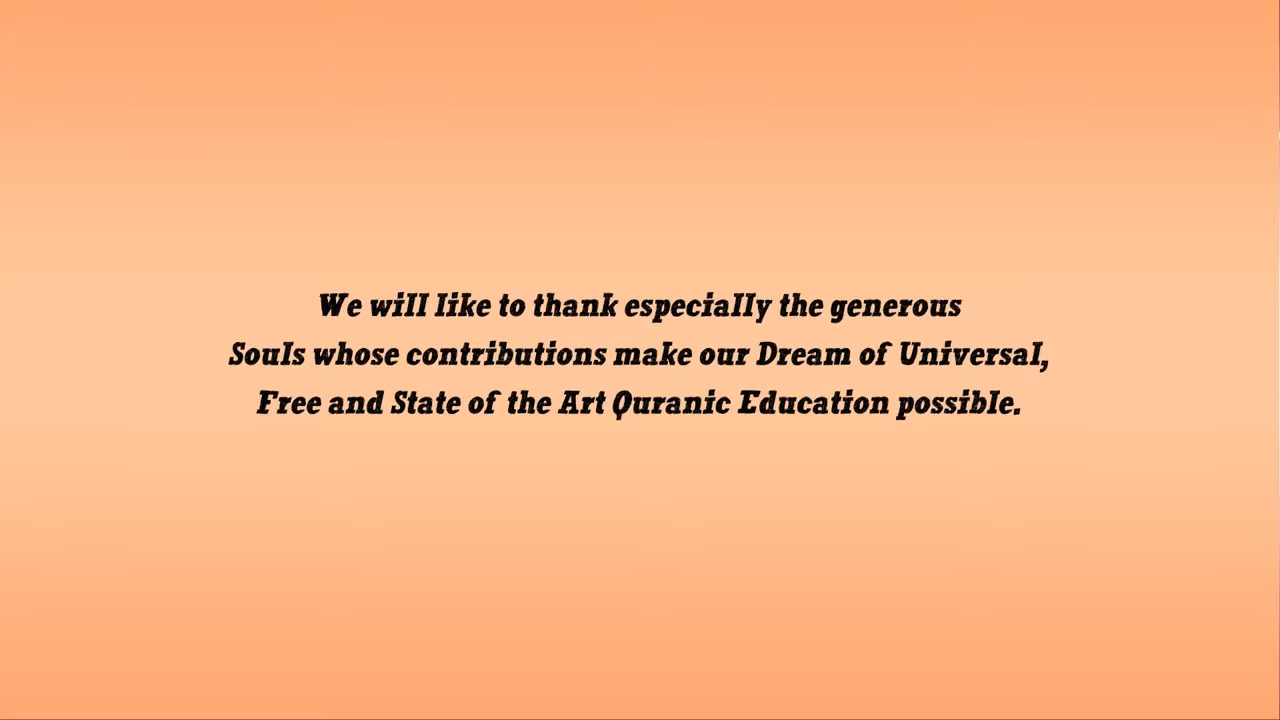 We will like to thank especially the generous
Souls whose contributions make our Dream of Universal,
Free and State of the Art Quranic Education possible.